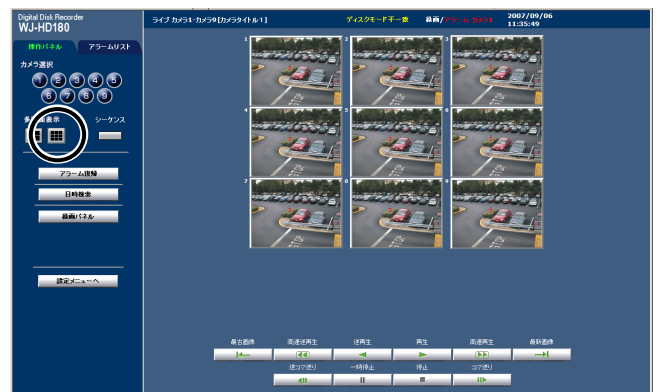 Digital Disk Recorder
WJ-HD180
ライブ カメラ1-カメラ9[カメラタイトル1]
ディスクモード不一致
録画/アラーム カメラ1
2007/09/06
11:35:49
操作パネル
アラームリスト
カメラ選択
1 2 3 4 5
6 7 8 9
画表示
シーケンス
アラーム復帰
日時検索
録画パネル
設定メニューへ
1 2 3
4 5 6
7 8 9
最古画像 高速逆再生 逆再生 再生 高速再生 最新画像
逆コマ送り 一時停止 停止 コマ送り